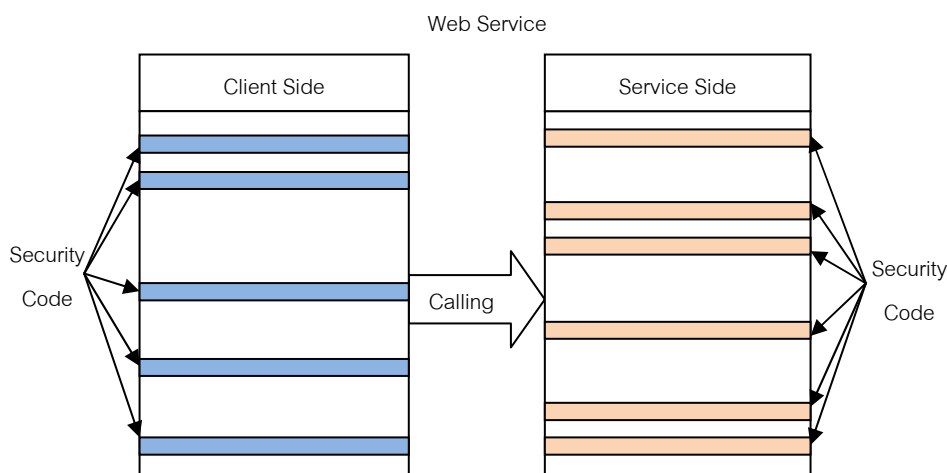 Web Service
Client Side
Service Side
Security
Code
Calling
Security
Code